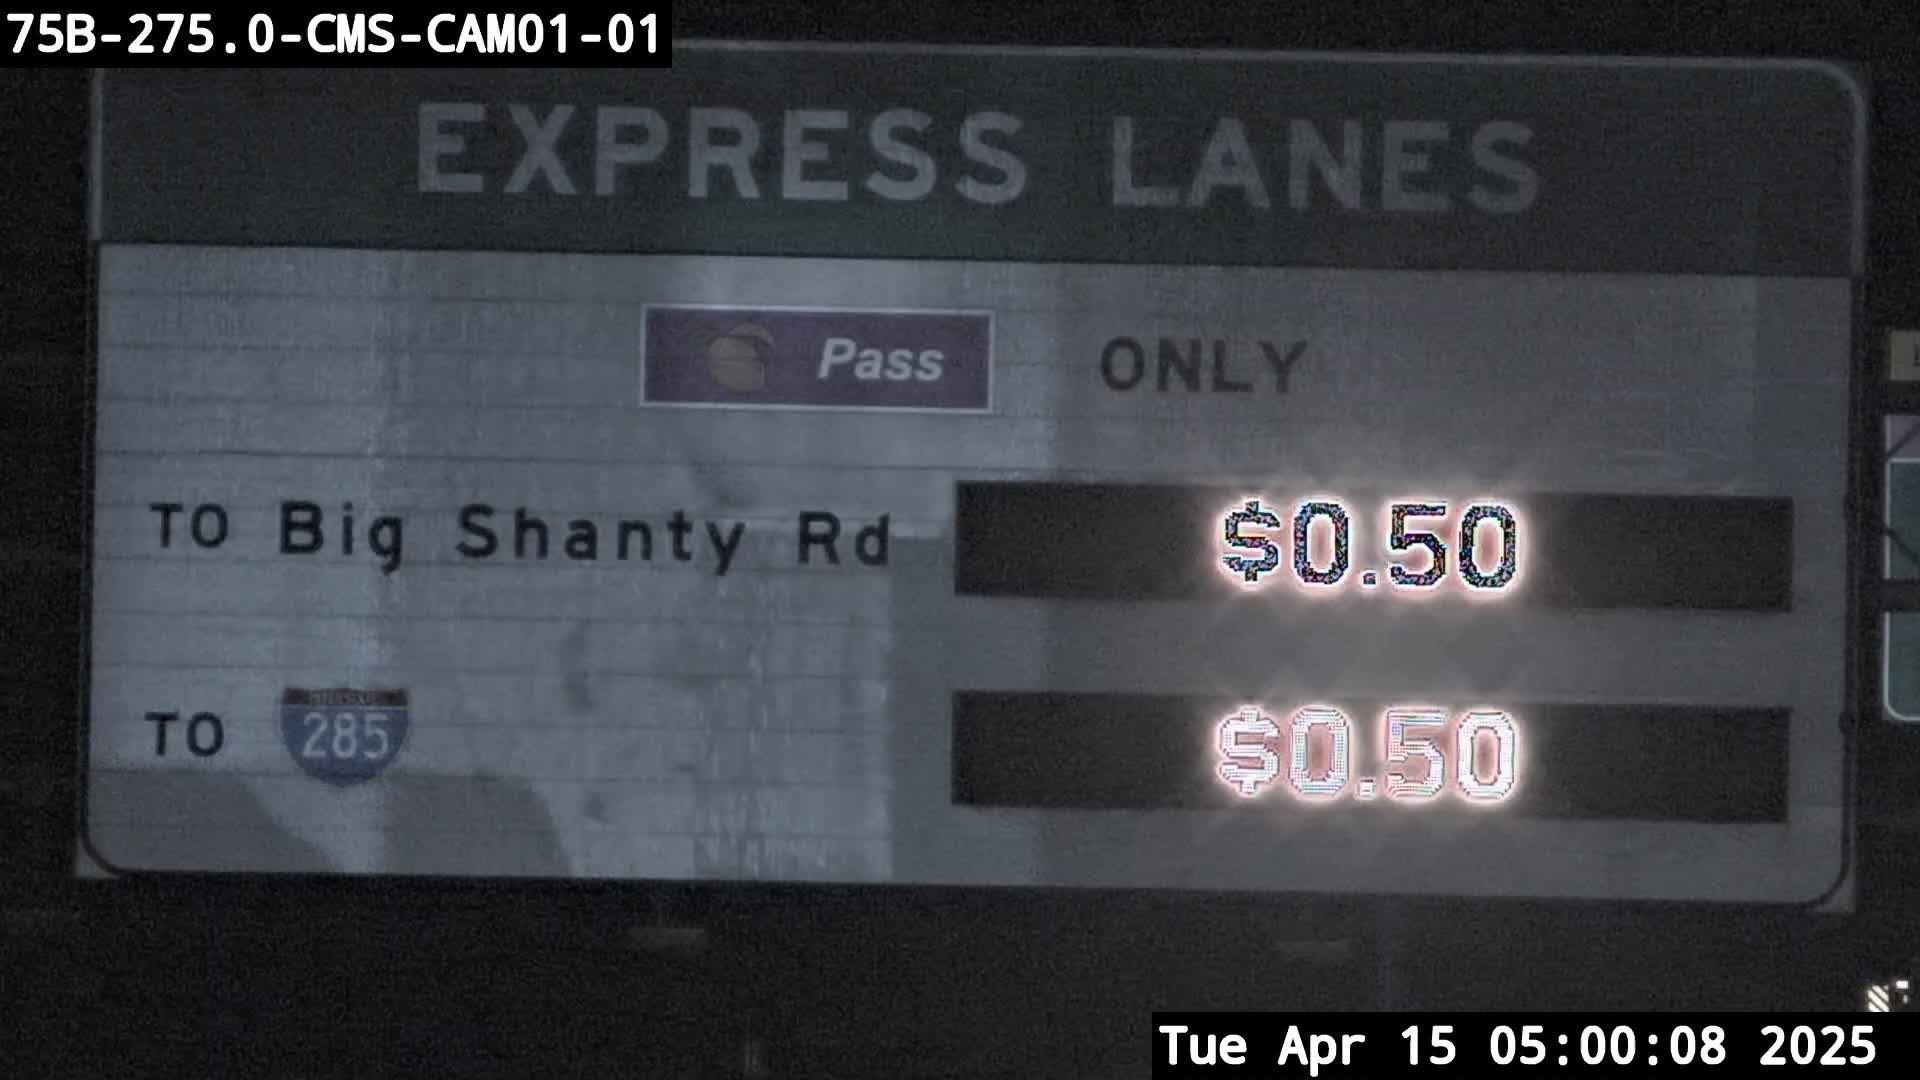 75B-275.0-CMS-CAM01-01
EXPRESS LANES
Pass ONLY
TO Big Shanty Rd $0.50
TO 285 $0.50
Tue Apr 15 05:00:08 2025